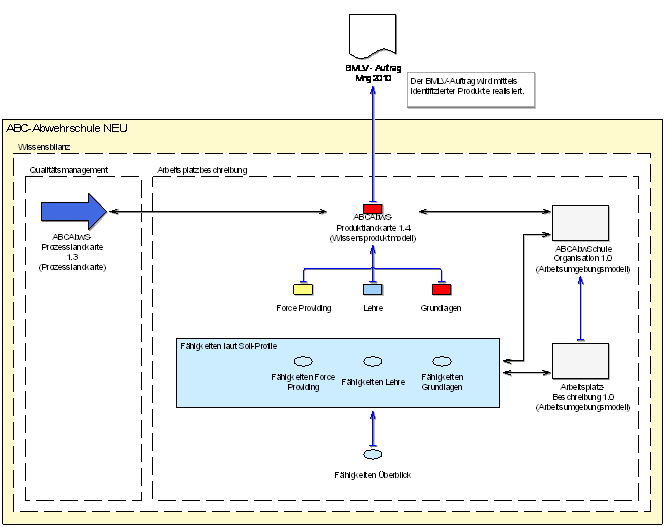 BMLV - Auftrag
Mrg 2010
Der BMLV-Auftrag wird mittels
identifizierter Produkte realisiert.
ABC-Abwehrschule NEU
Wissensbilanz
Qualitätsmanagement
Arbeitsplatzbeschreibung
ABCAbwS-
Prozesslandkarte
1.3
(Prozesslandkarte)
ABCAbwS-
Produktlandkarte 1.4
(Wissensproduktmodell)
ABCAbwSchule
Organisation 1.0
(Arbeitsumgebungsmodell)
Force Providing
Lehre
Grundlagen
Fähigkeiten laut Soll-Profile
Fähigkeiten Force
Providing
Fähigkeiten Lehre
Fähigkeiten
Grundlagen
Arbeitsplatz-
Beschreibung 1.0
(Arbeitsumgebungsmodell)
Fähigkeiten Überblick